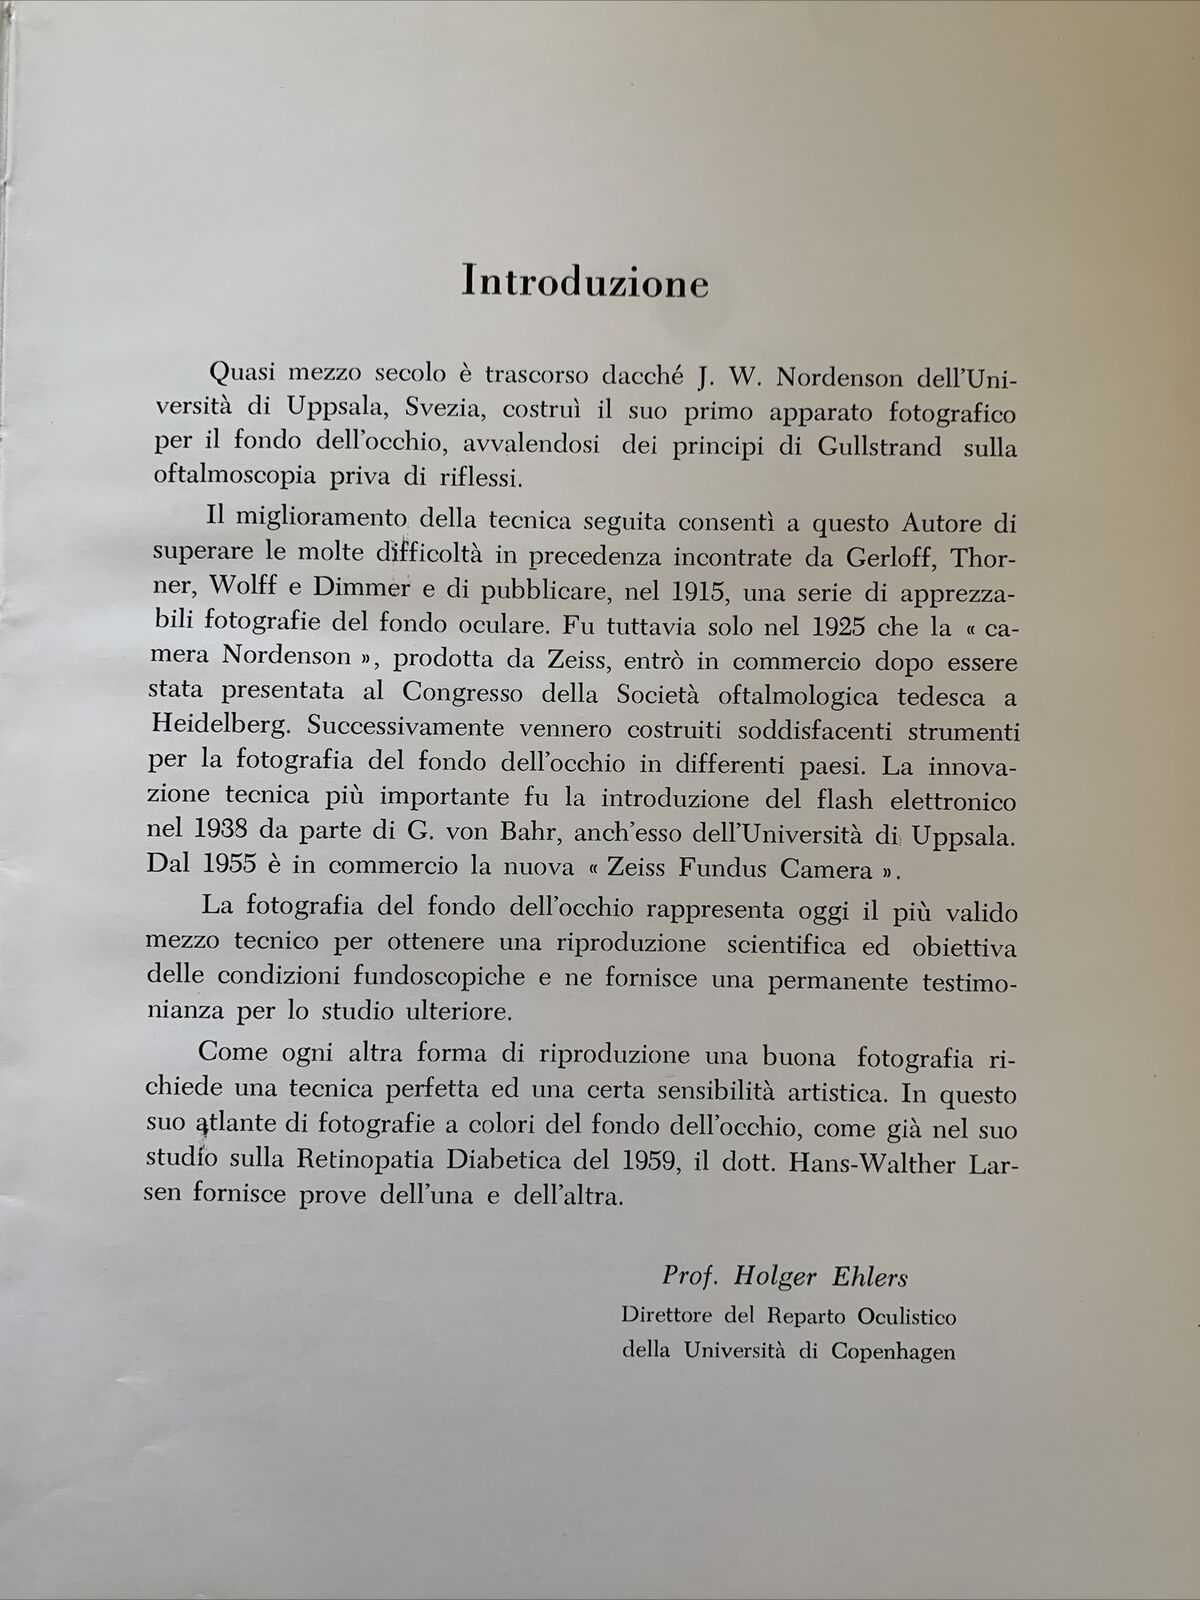 Introduzione
Quasi mezzo secolo è trascorso dacché J. W. Nordenson dell'Uni-
versità di Uppsala, Svezia, costruì il suo primo apparato fotografico
per il fondo dell'occhio, avvalendosi dei principi di Gullstrand sulla
oftalmoscopia priva di riflessi.
Il miglioramento della tecnica seguita consentì a questo Autore di
superare le molte difficoltà in precedenza incontrate da Gerloff, Thor-
ner, Wolff e Dimmer e di pubblicare, nel 1915, una serie di apprezza-
bili fotografie del fondo oculare. Fu tuttavia solo nel 1925 che la « ca-
mera Nordenson », prodotta da Zeiss, entrò in commercio dopo essere
stata presentata al Congresso della Società oftalmologica tedesca a
Heidelberg. Successivamente vennero costruiti soddisfacenti strumenti
per la fotografia del fondo dell'occhio in differenti paesi. La innova-
zione tecnica più importante fu la introduzione del flash elettronico
nel 1938 da parte di G. von Bahr, anch'esso dell'Università di Uppsala.
Dal 1955 è in commercio la nuova « Zeiss Fundus Camera ».
La fotografia del fondo dell'occhio rappresenta oggi il più valido
mezzo tecnico per ottenere una riproduzione scientifica ed obiettiva
delle condizioni fundoscopiche e ne fornisce una permanente testimo-
nianza per lo studio ulteriore.
Come ogni altra forma di riproduzione una buona fotografia ri-
chiede una tecnica perfetta ed una certa sensibilità artistica. In questo
suo atlante di fotografie a colori del fondo dell'occhio, come già nel suo
studio sulla Retinopatia Diabetica del 1959, il dott. Hans-Walther Lar-
sen fornisce prove dell'una e dell'altra.
Prof. Holger Ehlers
Direttore del Reparto Oculistico
della Università di Copenhagen